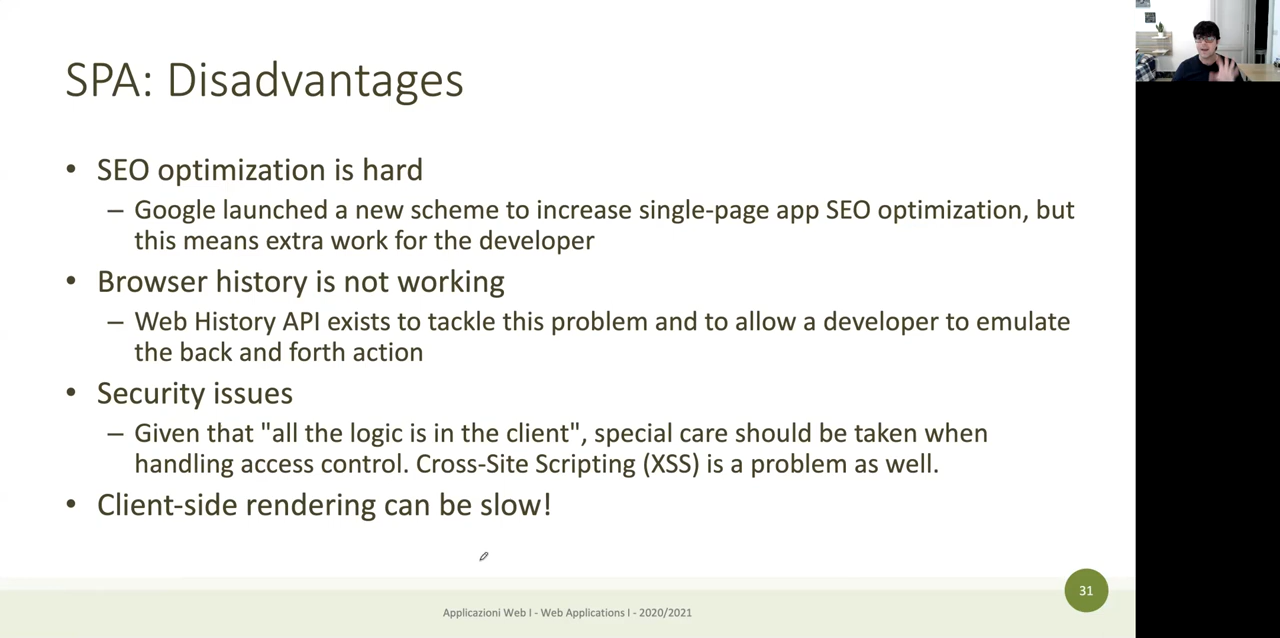 SPA: Disadvantages
• SEO optimization is hard
– Google launched a new scheme to increase single-page app SEO optimization, but
this means extra work for the developer
• Browser history is not working
– Web History API exists to tackle this problem and to allow a developer to emulate
the back and forth action
• Security issues
– Given that "all the logic is in the client", special care should be taken when
handling access control. Cross-Site Scripting (XSS) is a problem as well.
• Client-side rendering can be slow!
31
Applicazioni Web I - Web Applications I - 2020/2021